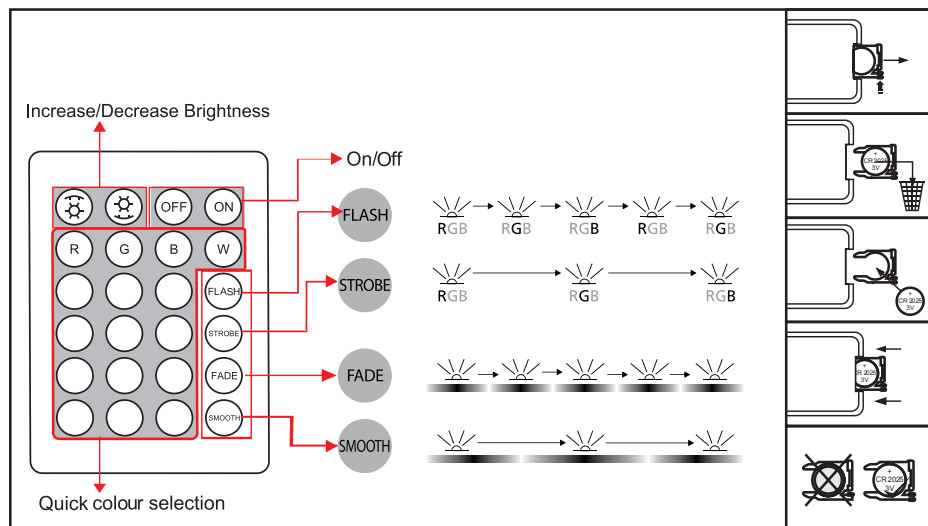 Increase/Decrease Brightness
On/Off
OFF ON
R G B W
FLASH
STROBE
FADE
SMOOTH
Quick colour selection
FLASH
RGB RGB RGB RGB RGB
STROBE
RGB RGB RGB
FADE
SMOOTH
+
CR 2025
3V
+
CR 2025
3V
+
CR 2025
3V
+
CR 2025
3V